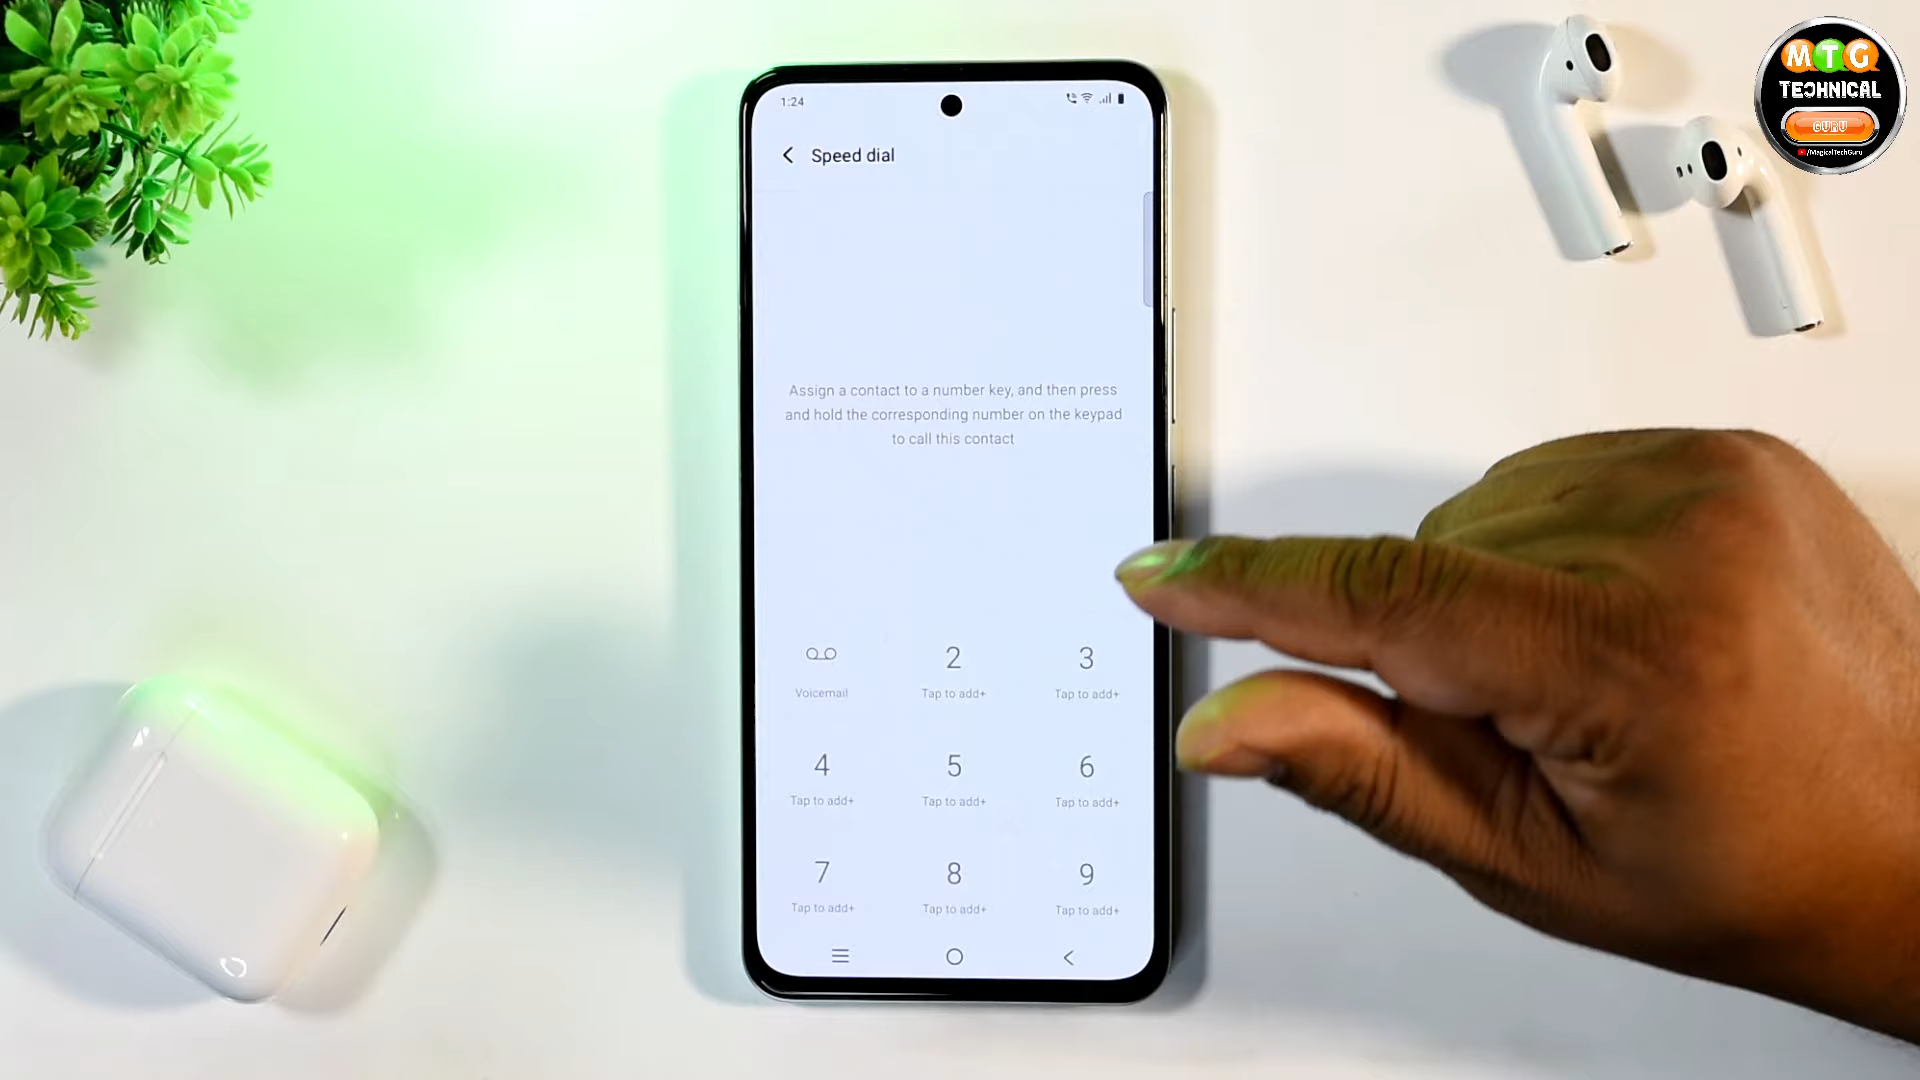 MTG
TECHNICAL
GURU
/MagicalTechGuru
1:24
Speed dial
Assign a contact to a number key, and then press
and hold the corresponding number on the keypad
to call this contact
2 3
Voicemail Tap to add+ Tap to add+
4 5 6
Tap to add+ Tap to add+ Tap to add+
7 8 9
Tap to add+ Tap to add+ Tap to add+